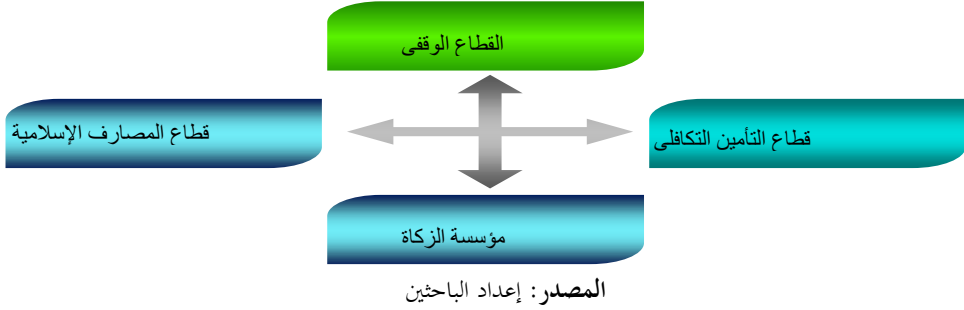 القطاع الوقفى
قطاع التأمين التكافلى
قطاع المصارف الإسلامية
مؤسسة الزكاة
المصدر: إعداد الباحثين